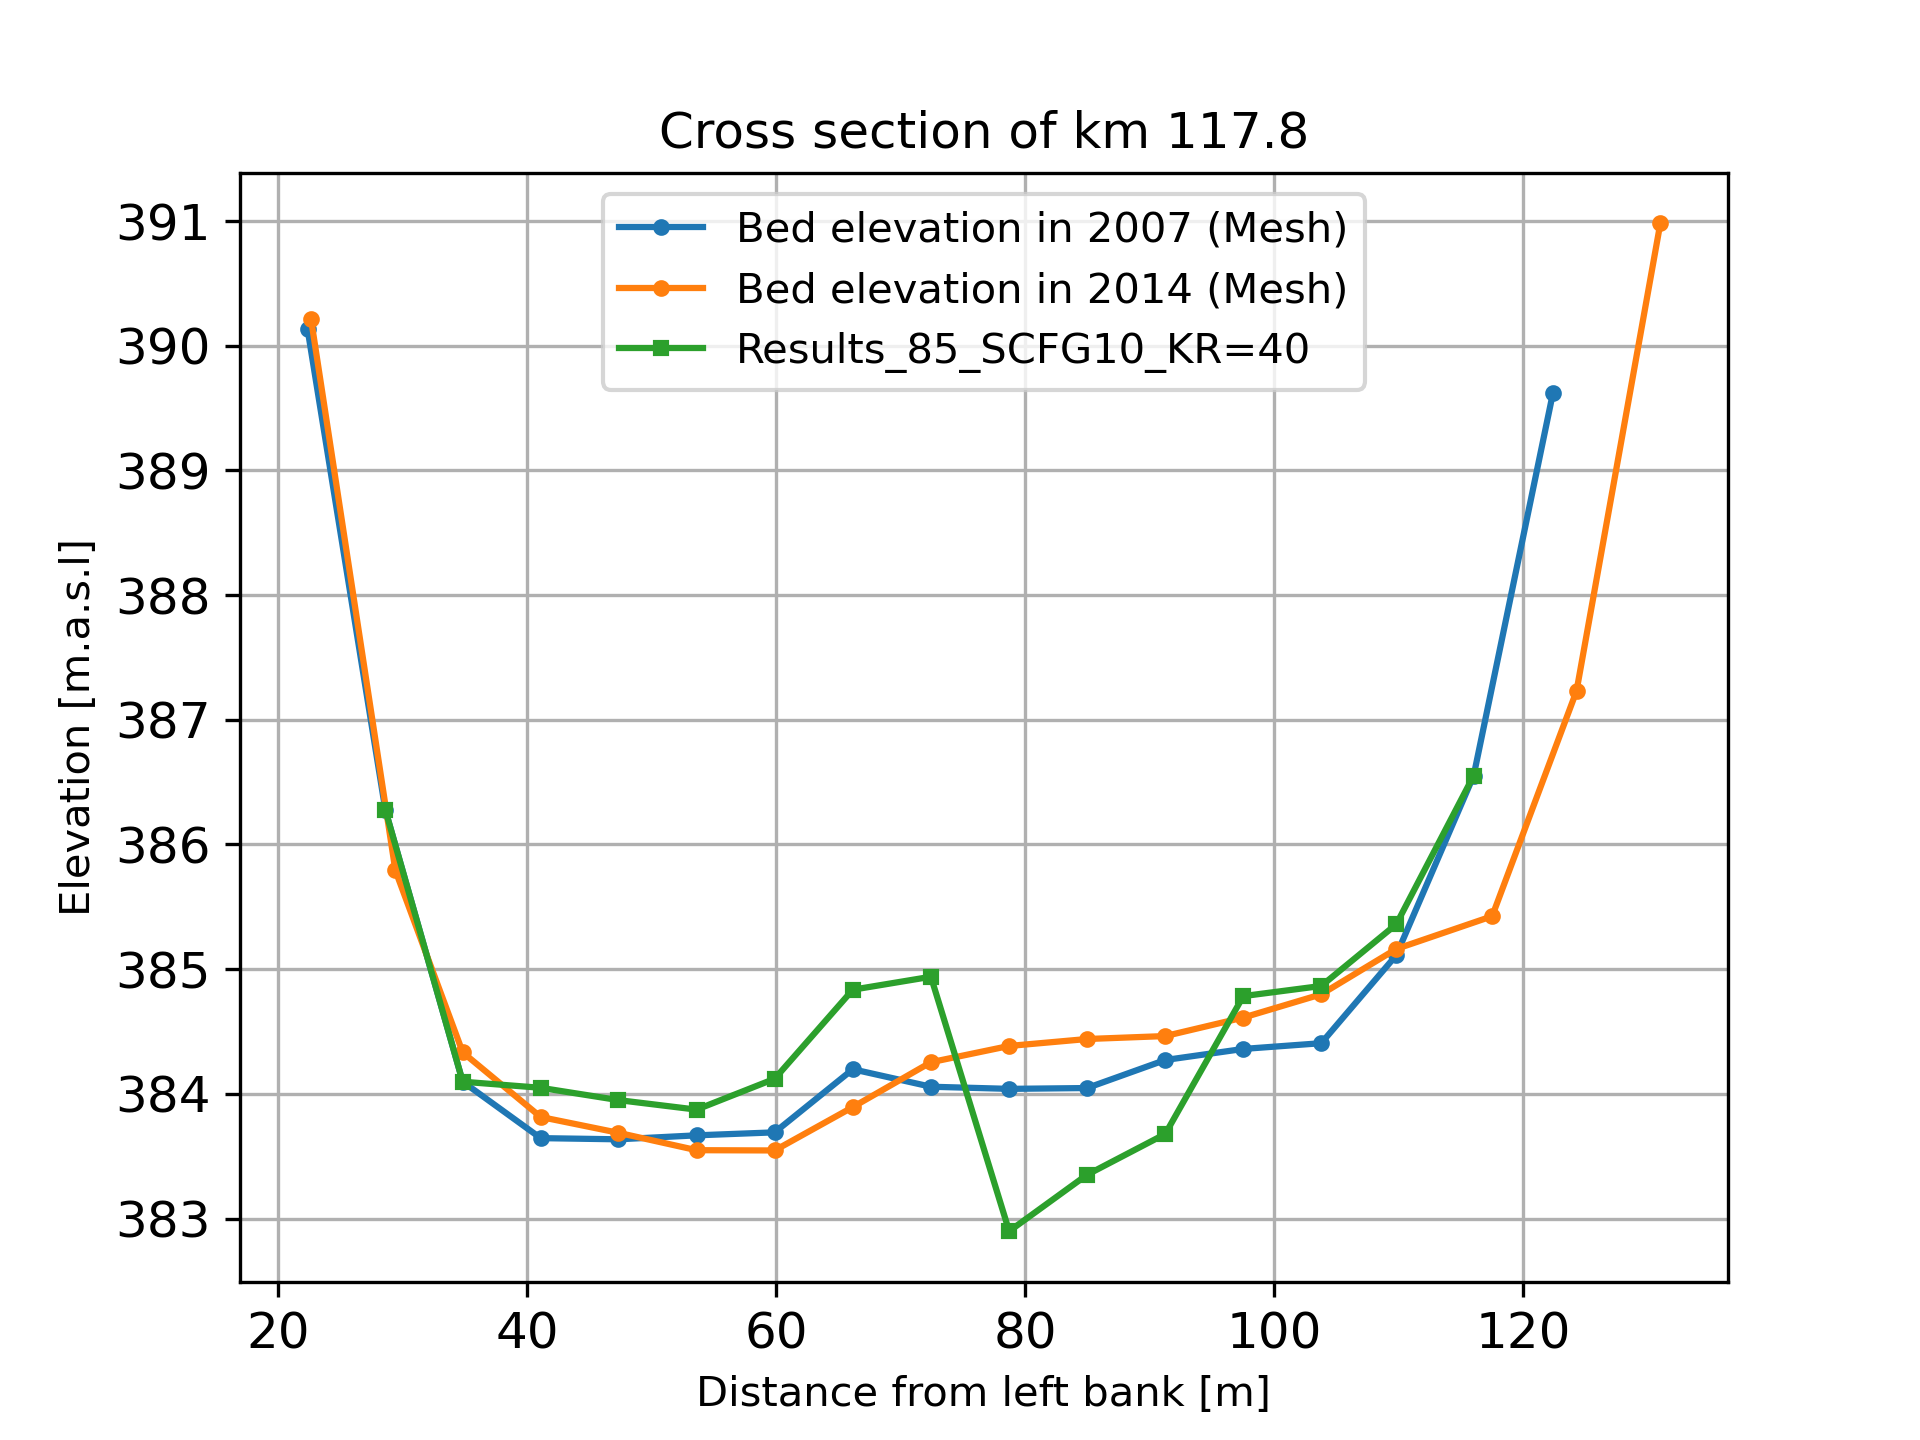 Cross section of km 117.8
Bed elevation in 2007 (Mesh)
Bed elevation in 2014 (Mesh)
Results_85_SCFG10_KR=40
391
390
389
388
387
386
385
384
383
Elevation [m.a.s.l]
20 40 60 80 100 120
Distance from left bank [m]